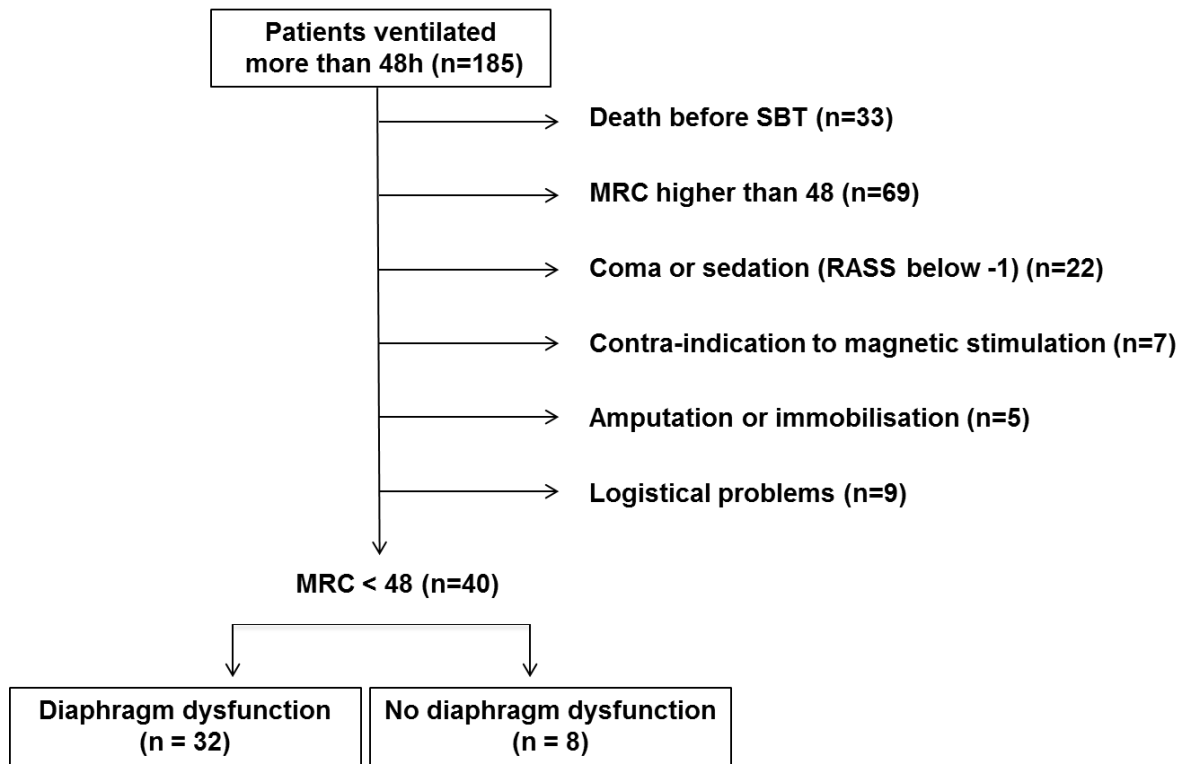 Patients ventilated
more than 48h (n=185)
Death before SBT (n=33)
MRC higher than 48 (n=69)
Coma or sedation (RASS below -1) (n=22)
Contra-indication to magnetic stimulation (n=7)
Amputation or immobilisation (n=5)
Logistical problems (n=9)
MRC < 48 (n=40)
Diaphragm dysfunction
(n = 32)
No diaphragm dysfunction
(n = 8)